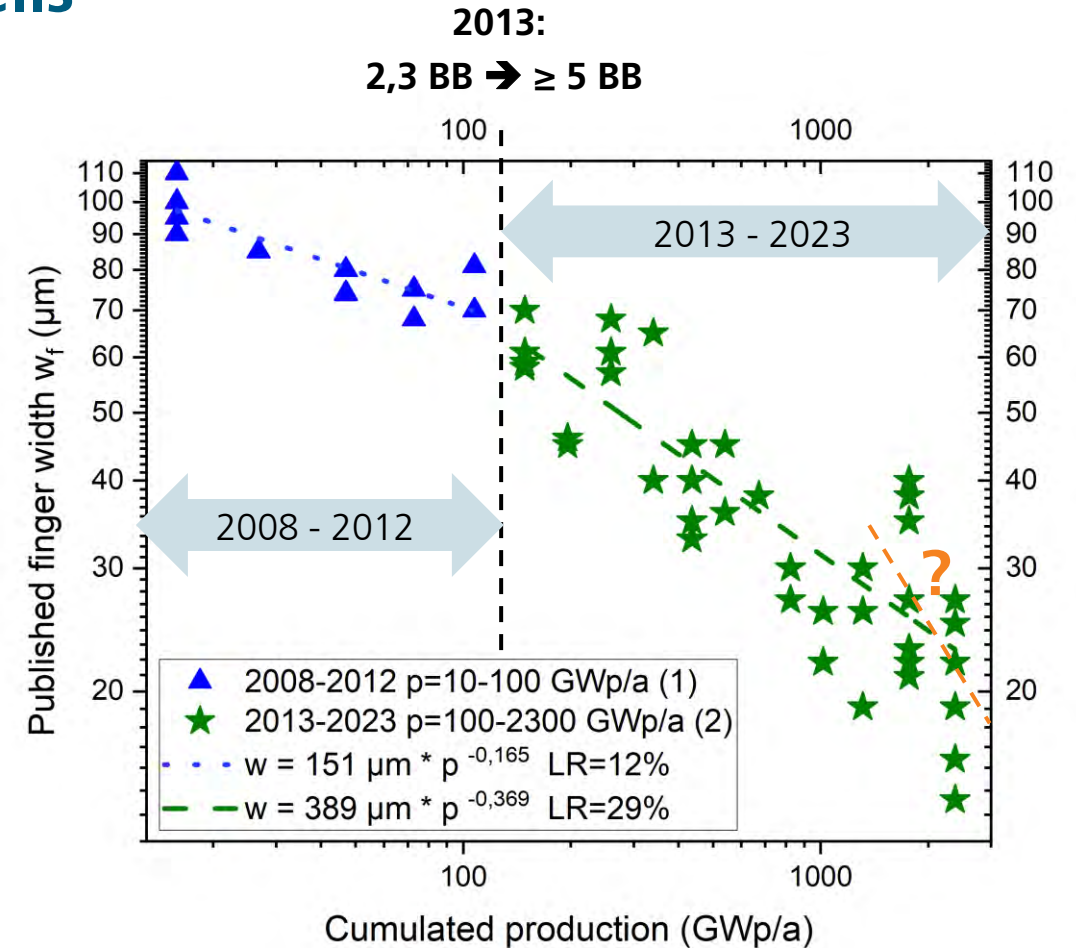 2013:
2,3 BB ➔ ≥ 5 BB
100 1000
110 110
100 100
90 90
2013 - 2023
80 80
70 70
60 60
50 50
40 40
2008 - 2012
30 30
?
20 20
2008-2012 p=10-100 GWp/a (1)
2013-2023 p=100-2300 GWp/a (2)
w = 151 µm * p -0,165 LR=12%
w = 389 µm * p -0,369 LR=29%
100 1000
Cumulated production (GWp/a)
Published finger width wf (µm)